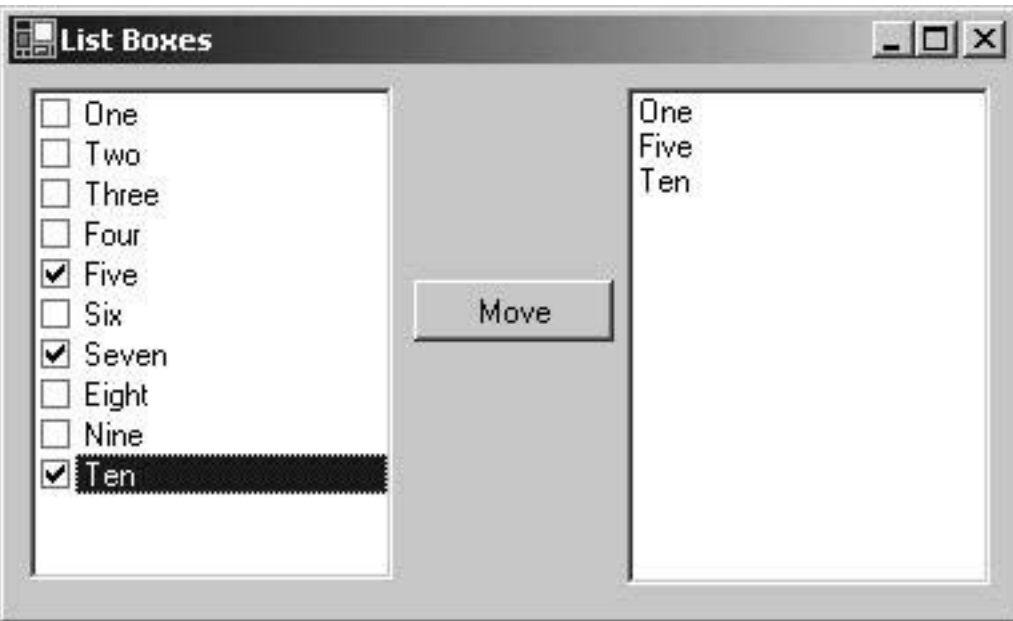 List Boxes
One
Two
Three
Four
Five
Six
Seven
Eight
Nine
Ten
Move
One
Five
Ten